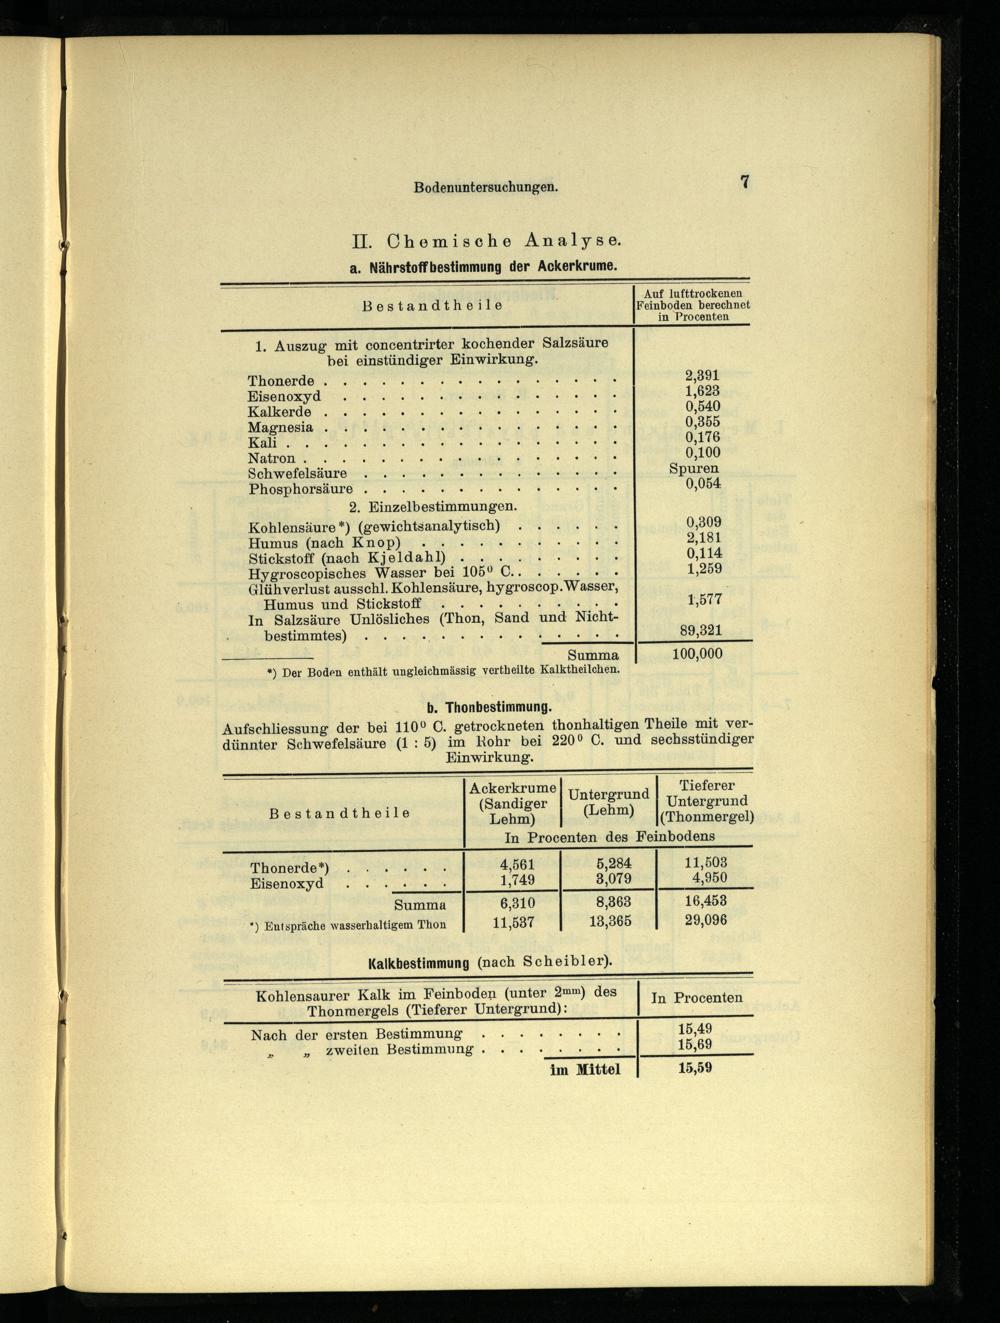 Bodenuntersuchungen. 7
II. Chemische Analyse.
a. Nährstoffbestimmung der Ackerkrume.
Bestandtheile
Auf lufttrockenen
Feinboden berechnet
in Procenten
1. Auszug mit concentrirter kochender Salzsäure
bei einstündiger Einwirkung.
Thonerde . . . . . . . . . . . . . . . . 2,391
Eisenoxyd . . . . . . . . . . . . . . . 1,623
Kalkerde . . . . . . . . . . . . . . . . 0,540
Magnesia . . . . . . . . . . . . . . . . 0,355
Kali . . . . . . . . . . . . . . . . . . 0,176
Natron . . . . . . . . . . . . . . . . . 0,100
Schwefelsäure . . . . . . . . . . . . . . Spuren
Phosphorsäure . . . . . . . . . . . . . . 0,054
2. Einzelbestimmungen.
Kohlensäure*) (gewichtsanalytisch) . . . . . . 0,309
Humus (nach Knop) . . . . . . . . . . . 2,181
Stickstoff (nach Kjeldahl) . . . . . . . . . 0,114
Hygroscopisches Wasser bei 105⁰ C. . . . . . . 1,259
Glühverlust ausschl. Kohlensäure, hygroscop. Wasser,
Humus und Stickstoff . . . . . . . . . . 1,577
In Salzsäure Unlösliches (Thon, Sand und Nicht-
bestimmtes) . . . . . . . . . . . . . . 89,321
Summa 100,000
*) Der Boden enthält ungleichmässig vertheilte Kalktheilchen.
b. Thonbestimmung.
Aufschliessung der bei 110⁰ C. getrockneten thonhaltigen Theile mit ver-
dünnter Schwefelsäure (1 : 5) im Rohr bei 220⁰ C. und sechsstündiger
Einwirkung.
Bestandtheile
Ackerkrume
(Sandiger
Lehm)
Untergrund
(Lehm)
Tieferer
Untergrund
(Thonmergel)
In Procenten des Feinbodens
Thonerde*) . . . . . . 4,561 5,284 11,503
Eisenoxyd . . . . . . 1,749 3,079 4,950
Summa 6,310 8,363 16,453
*) Entspräche wasserhaltigem Thon 11,537 13,365 29,096
Kalkbestimmung (nach Scheibler).
Kohlensaurer Kalk im Feinboden (unter 2mm) des
Thonmergels (Tieferer Untergrund):
In Procenten
Nach der ersten Bestimmung . . . . . . . . 15,49
„ „ zweiten Bestimmung . . . . . . . . 15,69
im Mittel 15,59